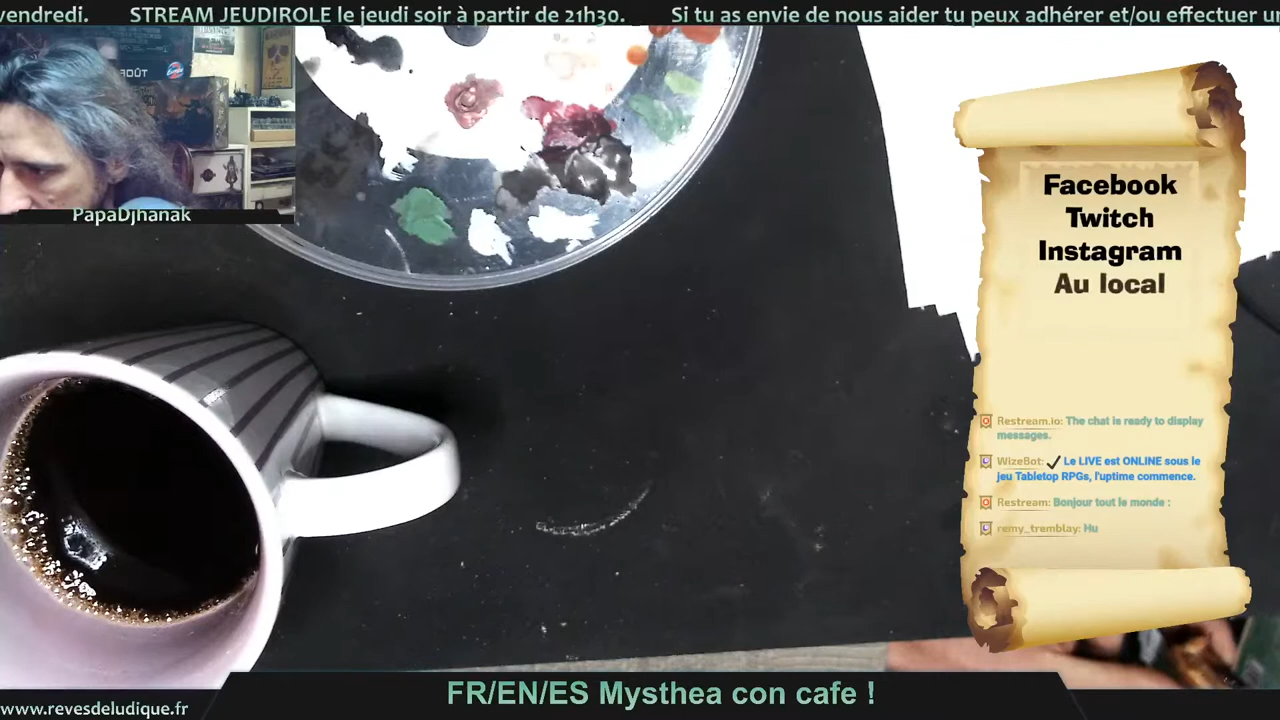 vendredi. STREAM JEUDIROLE le jeudi soir à partir de 21h30. Si tu as envie de nous aider tu peux adhérer et/ou effectuer
AOÛT
PapaDjhanak
Facebook
Twitch
Instagram
Au local
Restream.io: The chat is ready to display
messages.
WizeBot: ✓ Le LIVE est ONLINE sous le
jeu Tabletop RPGs, l'uptime commence.
Restream: Bonjour tout le monde :
remy_tremblay: Hu
FR/EN/ES Mysthea con cafe !
www.revesdeludique.fr